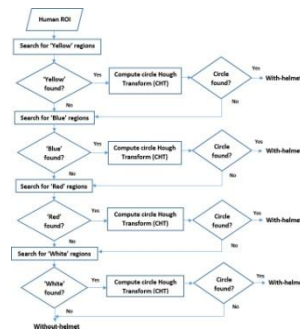 Human ROI
Search for 'Yellow' regions
'Yellow'
found?
Yes
Compute circle Hough
Transform (CHT)
Circle
found?
Yes
With-helmet
No
No
Search for 'Blue' regions
'Blue'
found?
Yes
Compute circle Hough
Transform (CHT)
Circle
found?
Yes
With-helmet
No
No
Search for 'Red' regions
'Red'
found?
Yes
Compute circle Hough
Transform (CHT)
Circle
found?
Yes
With-helmet
No
No
Search for 'White' regions
'White'
found?
Yes
Compute circle Hough
Transform (CHT)
Circle
found?
Yes
With-helmet
No
No
Without-helmet